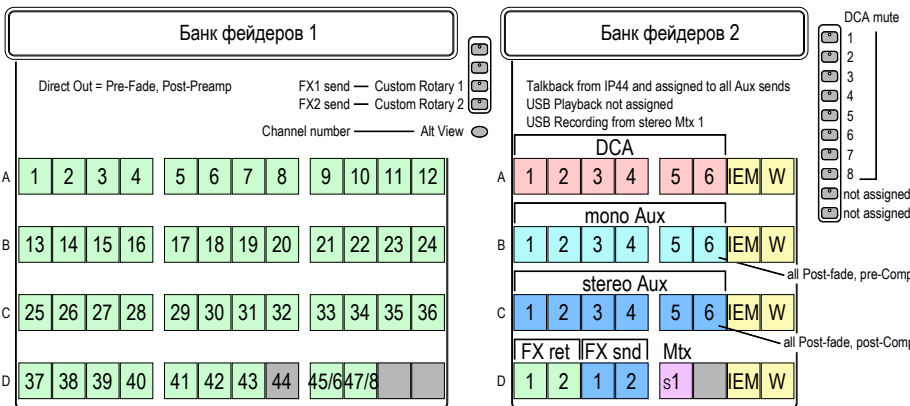 Банк фейдеров 1
Direct Out = Pre-Fade, Post-Preamp
FX1 send — Custom Rotary 1
FX2 send — Custom Rotary 2
Channel number — Alt View
A 1 2 3 4 5 6 7 8 9 10 11 12
B 13 14 15 16 17 18 19 20 21 22 23 24
C 25 26 27 28 29 30 31 32 33 34 35 36
D 37 38 39 40 41 42 43 44 45/6 47/8
Банк фейдеров 2
Talkback from IP44 and assigned to all Aux sends
USB Playback not assigned
USB Recording from stereo Mtx 1
DCA
A 1 2 3 4 5 6 IEM W
mono Aux
B 1 2 3 4 5 6 IEM W
all Post-fade, pre-Comp
stereo Aux
C 1 2 3 4 5 6 IEM W
all Post-fade, post-Comp
FX ret FX snd Mtx
D 1 2 1 2 s1 IEM W
DCA mute
1
2
3
4
5
6
7
8
not assigned
not assigned